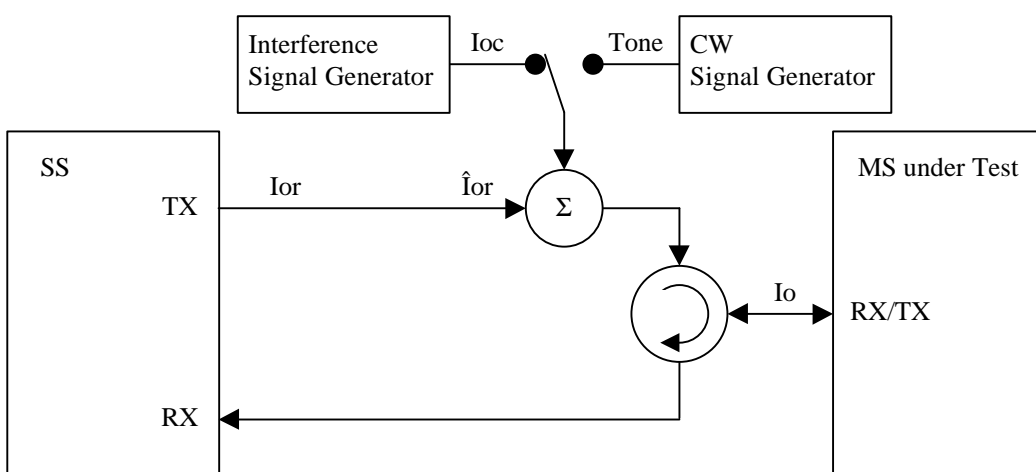 Interference
Signal Generator
Ioc
Tone
CW
Signal Generator
SS
MS under Test
TX
Ior
Îor
Σ
Io
RX/TX
RX